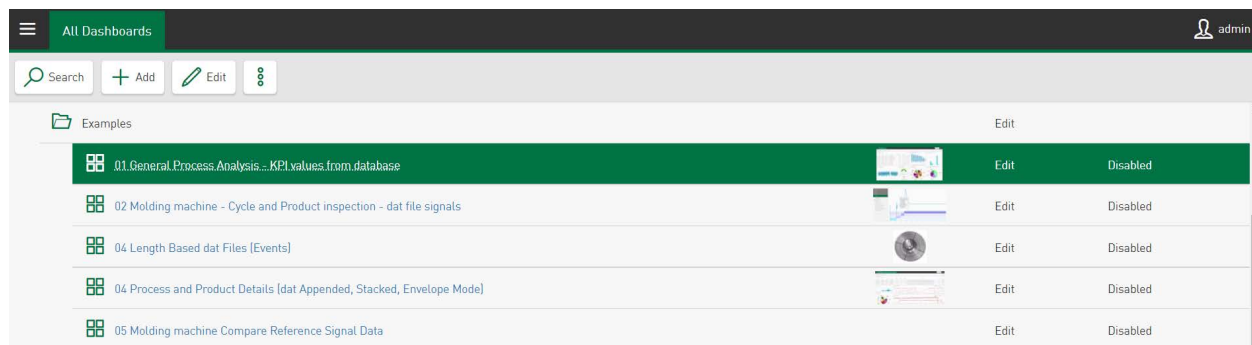 All Dashboards
admin
Search
Add
Edit
Examples Edit
01 General Process Analysis - KPI values from database Edit Disabled
02 Molding machine - Cycle and Product inspection - dat file signals Edit Disabled
04 Length Based dat Files (Events) Edit Disabled
04 Process and Product Details (dat Appended, Stacked, Envelope Mode) Edit Disabled
05 Molding machine Compare Reference Signal Data Edit Disabled